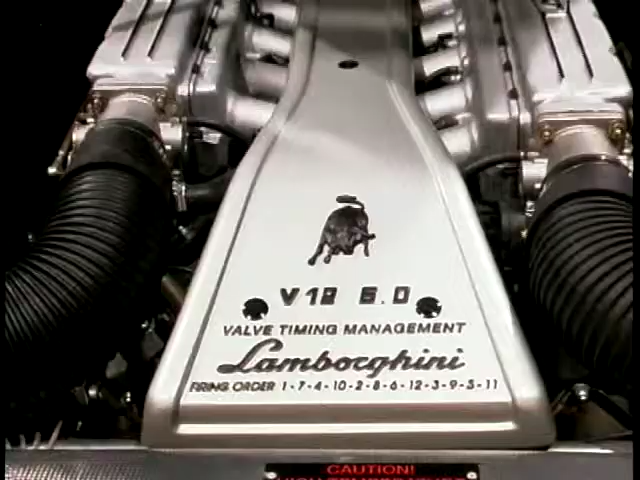 V12 6.0
VALVE TIMING MANAGEMENT
Lamborghini
FIRING ORDER 1-7-4-10-2-8-6-12-3-9-5-11
CAUTION!